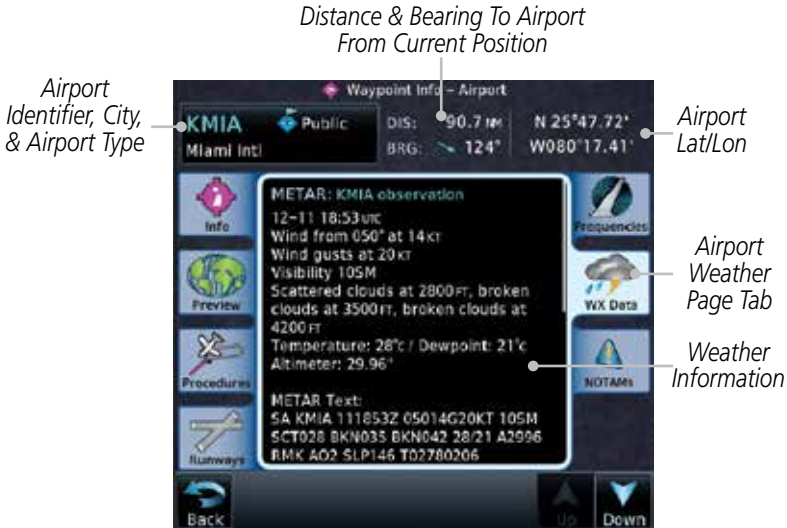 Distance & Bearing To Airport
From Current Position
Airport
Identifier, City,
& Airport Type
Airport
Lat/Lon
Airport
Weather
Page Tab
Weather
Information
Waypoint Info – Airport
KMIA Public
Miami Intl
DIS: 90.7 NM
BRG: 124°
N 25°47.72'
W080°17.41'
Info
Preview
Procedures
Runways
METAR: KMIA observation
12-11 18:53 UTC
Wind from 050° at 14 KT
Wind gusts at 20 KT
Visibility 10SM
Scattered clouds at 2800 FT, broken
clouds at 3500 FT, broken clouds at
4200 FT
Temperature: 28°C / Dewpoint: 21°C
Altimeter: 29.96"
METAR Text:
SA KMIA 111853Z 05014G20KT 10SM
SCT028 BKN035 BKN042 28/21 A2996
RMK AO2 SLP146 T02780206
Frequencies
WX Data
NOTAMs
Back
Up
Down